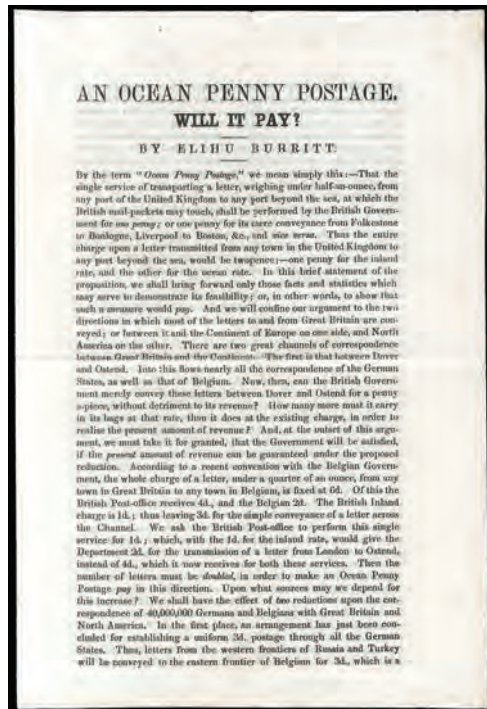 AN OCEAN PENNY POSTAGE.
WILL IT PAY?
BY ELIHU BURRITT.
By the term "Ocean Penny Postage," we mean simply this:—That the
single service of transporting a letter, weighing under half-an-ounce, from
any port of the United Kingdom to any port beyond the sea, at which the
British mail-packets may touch, shall be performed by the British Govern-
ment for one penny; or one penny for its mere conveyance from Folkestone
to Boulogne, Liverpool to Boston, &c., and vice versa. Thus the entire
charge upon a letter transmitted from any town in the United Kingdom to
any port beyond the sea, would be twopence;—one penny for the inland
rate, and the other for the ocean rate. In this brief statement of the
proposition, we shall bring forward only those facts and statistics which
may serve to demonstrate its feasibility; or, in other words, to show that
such a measure would pay. And we will confine our argument to the two
directions in which most of the letters to and from Great Britain are con-
veyed; or between it and the Continent of Europe on one side, and North
America on the other. There are two great channels of correspondence
between Great Britain and the Continent. The first is that between Dover
and Ostend. Into this flows nearly all the correspondence of the German
States, as well as that of Belgium. Now, then, can the British Govern-
ment merely convey these letters between Dover and Ostend for a penny
a-piece, without detriment to its revenue? How many more must it carry
in its bags at that rate, than it does at the existing charge, in order to
realise the present amount of revenue? And, at the outset of this argu-
ment, we must take it for granted, that the Government will be satisfied,
if the present amount of revenue can be guaranteed under the proposed
reduction. According to a recent convention with the Belgian Govern-
ment, the whole charge of a letter, under a quarter of an ounce, from any
town in Great Britain to any town in Belgium, is fixed at 6d. Of this the
British Post-office receives 4d., and the Belgian 2d. The British Inland
charge is 1d.; thus leaving 3d. for the simple conveyance of a letter across
the Channel. We ask the British Post-office to perform this single
service for 1d.; which, with the 1d. for the inland rate, would give the
Department 2d. for the transmission of a letter from London to Ostend,
instead of 4d., which it now receives for both these services. Then the
number of letters must be doubled, in order to make an Ocean Penny
Postage pay in this direction. Upon what sources may we depend for
this increase? We shall have the effect of two reductions upon the cor-
respondence of 40,000,000 Germans and Belgians with Great Britain and
North America. In the first place, an arrangement has just been con-
cluded for establishing a uniform 3d. postage through all the German
States. Thus, letters from the western frontiers of Russia and Turkey
will be conveyed to the eastern frontier of Belgium for 3d., which is a